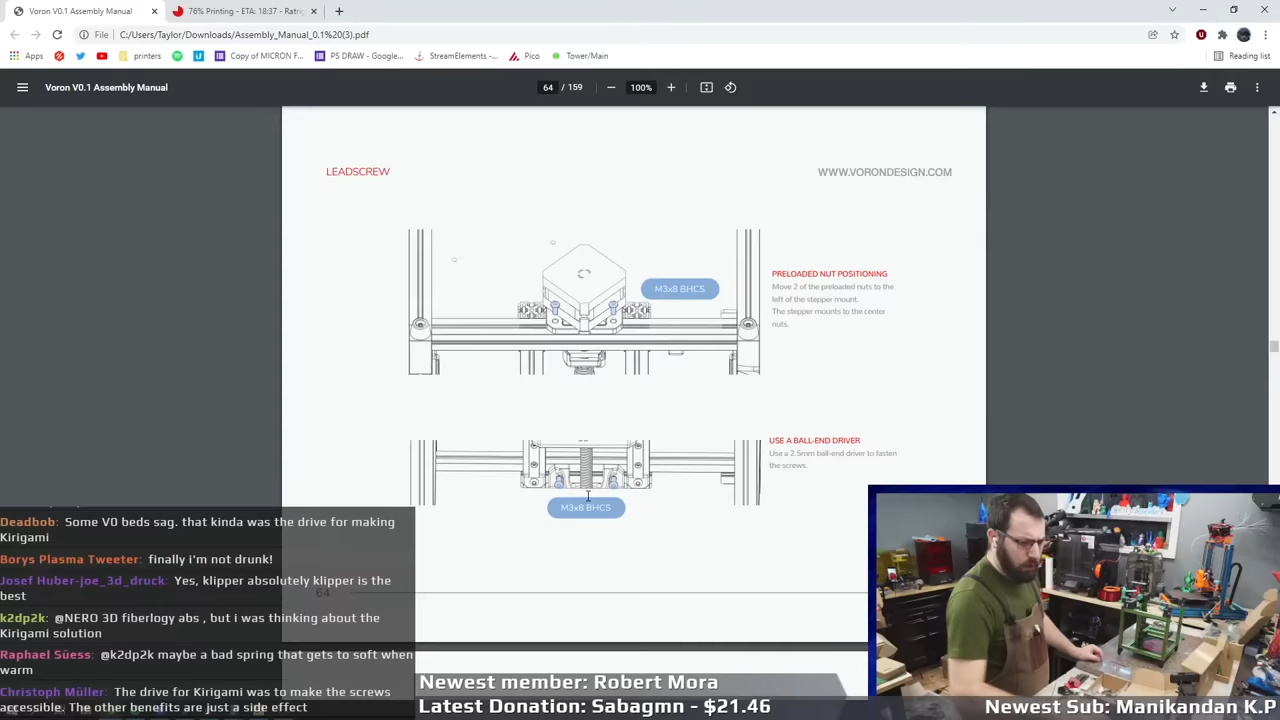 Voron V0.1 Assembly Manual
76% Printing - ETA: 18:37 - Ratrig
File
C:/Users/Taylor/Downloads/Assembly_Manual_0.1%20(3).pdf
Apps
printers
Copy of MICRON F...
PS DRAW - Google...
StreamElements -...
Pico
Tower/Main
Reading list
Voron V0.1 Assembly Manual
64 / 159
100%
LEADSCREW
WWW.VORONDESIGN.COM
M3x8 BHCS
PRELOADED NUT POSITIONING
Move 2 of the preloaded nuts to the
left of the stepper mount.
The stepper mounts to the center
nuts.
USE A BALL-END DRIVER
Use a 2.5mm ball-end driver to fasten
the screws.
M3x8 BHCS
64
Deadbob: Some V0 beds sag. that kinda was the drive for making
Kirigami
Borys Plasma Tweeter: finally i'm not drunk!
Josef Huber-joe_3d_druck: Yes, klipper absolutely klipper is the
best
k2dp2k: @NERO 3D fiberlogy abs , but i was thinking about the
Kirigami solution
Raphael Süess: @k2dp2k maybe a bad spring that gets to soft when
warm
Christoph Müller: The drive for Kirigami was to make the screws
accessible. The other benefits are just a side effect
Newest member: Robert Mora
Latest Donation: Sabagmn - $21.46
Newest Sub: Manikandan K.P